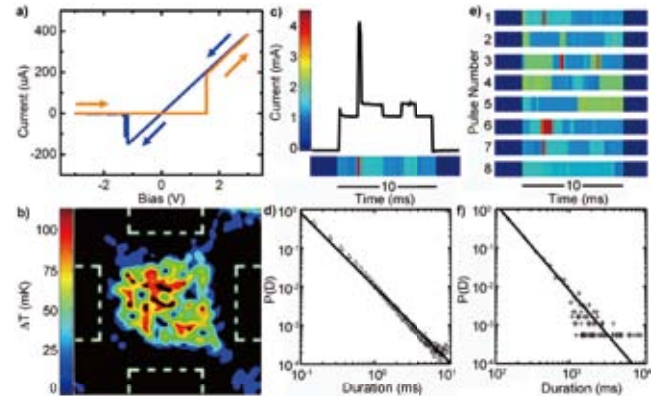 a)
Current (uA)
400
200
0
-200
-2
0
2
Bias (V)
b)
ΔT (mK)
100
75
50
25
0
c)
Current (mA)
4
3
2
1
0
10
Time (ms)
d)
P(D)
Duration (ms)
e)
Pulse Number
1
2
3
4
5
6
7
8
10
Time (ms)
f)
P(D)
Duration (ms)